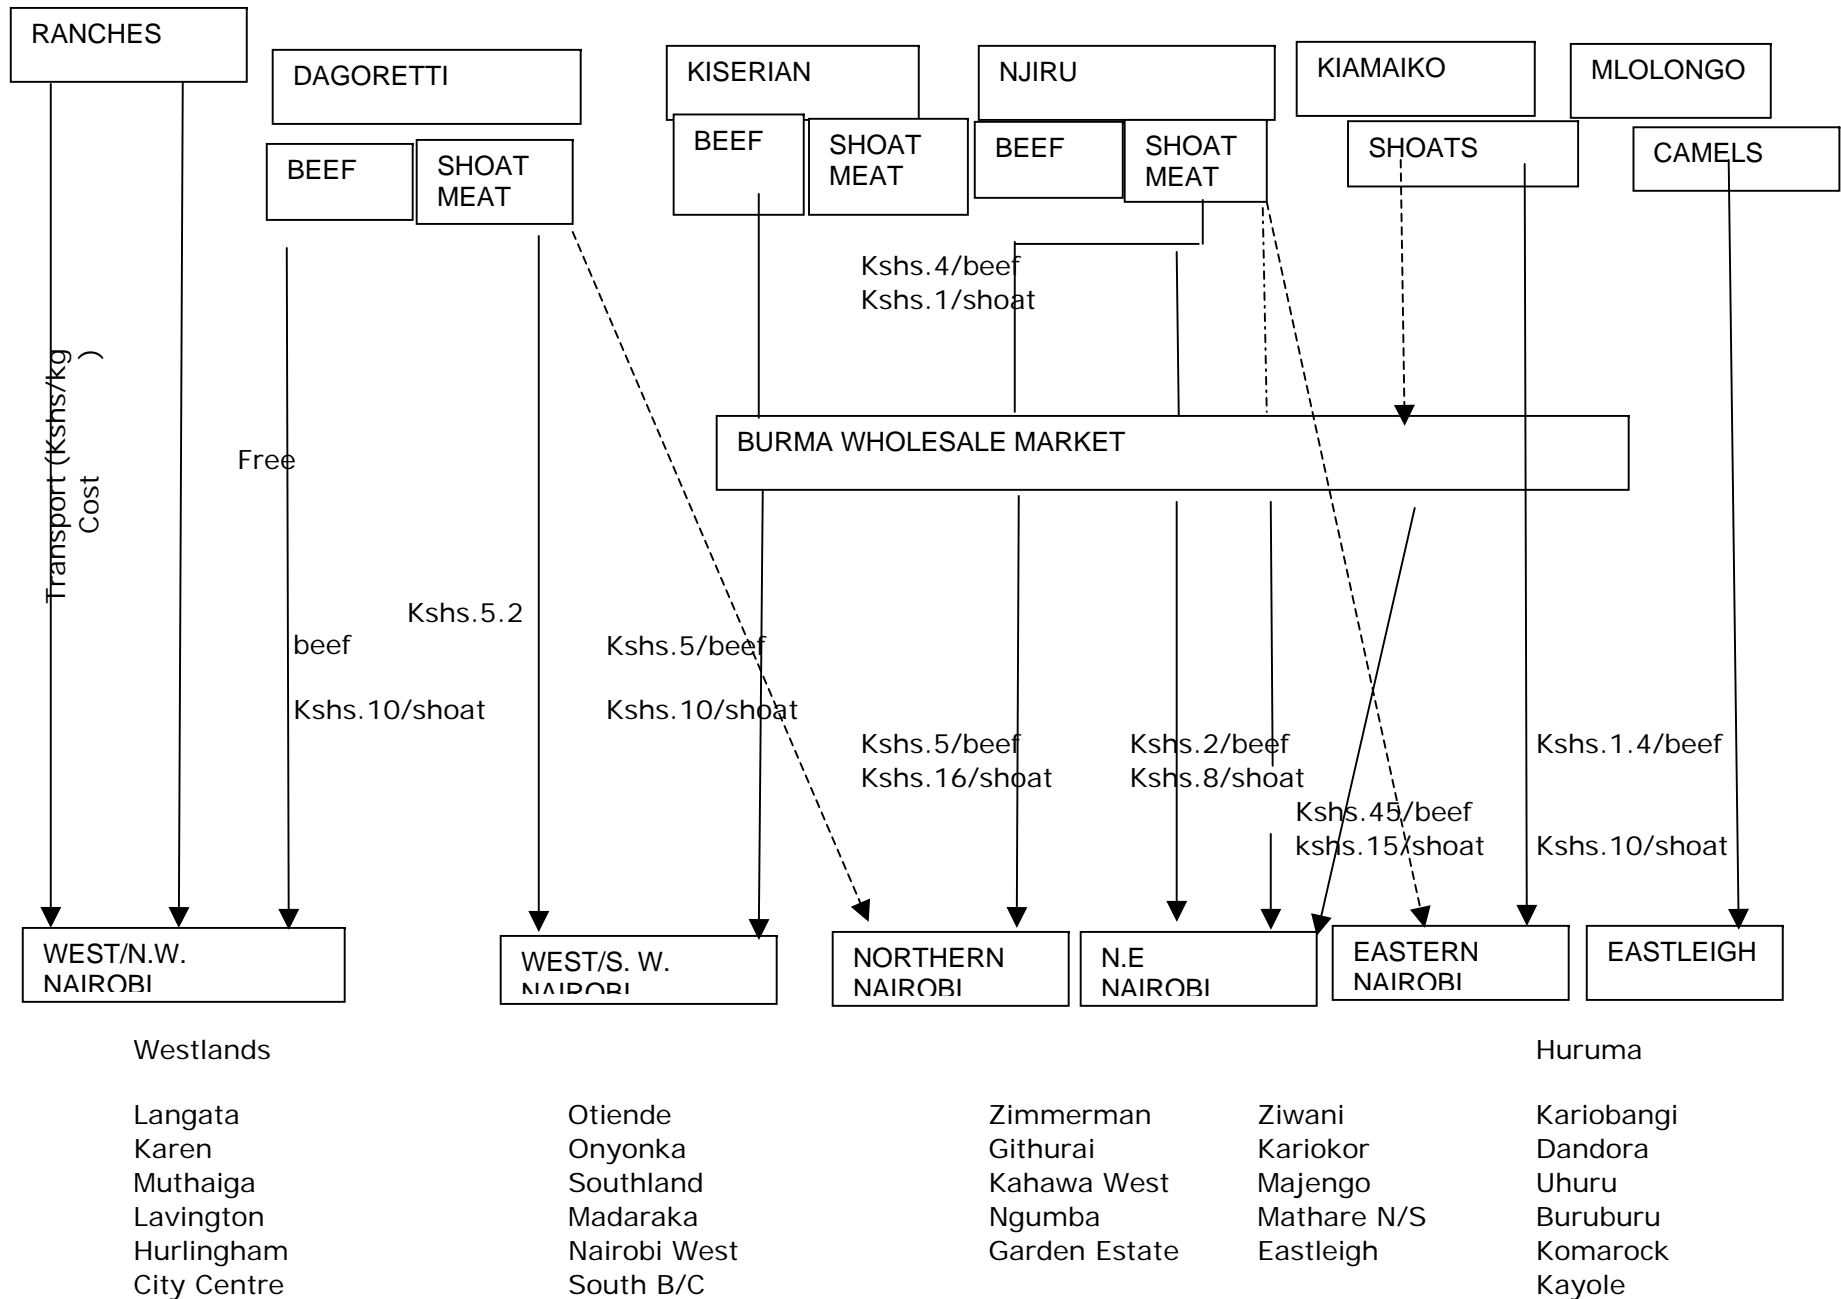 RANCHES
DAGORETTI
KISERIAN
NJIRU
KIAMAIKO
MLOLONGO
BEEF
SHOAT
MEAT
BEEF
SHOAT
MEAT
BEEF
SHOAT
MEAT
SHOATS
CAMELS
Kshs.4/beef
Kshs.1/shoat
Transport (Kshs/kg
Cost )
BURMA WHOLESALE MARKET
Free
Kshs.5.2
beef
Kshs.10/shoat
Kshs.5/beef
Kshs.10/shoat
Kshs.5/beef
Kshs.16/shoat
Kshs.2/beef
Kshs.8/shoat
Kshs.45/beef
kshs.15/shoat
Kshs.1.4/beef
Kshs.10/shoat
WEST/N.W.
NAIROBI
WEST/S. W.
NAIROBI
NORTHERN
NAIROBI
N.E
NAIROBI
EASTERN
NAIROBI
EASTLEIGH
Westlands
Langata
Karen
Muthaiga
Lavington
Hurlingham
City Centre
Otiende
Onyonka
Southland
Madaraka
Nairobi West
South B/C
Zimmerman
Githurai
Kahawa West
Ngumba
Garden Estate
Ziwani
Kariokor
Majengo
Mathare N/S
Eastleigh
Huruma
Kariobangi
Dandora
Uhuru
Buruburu
Komarock
Kayole